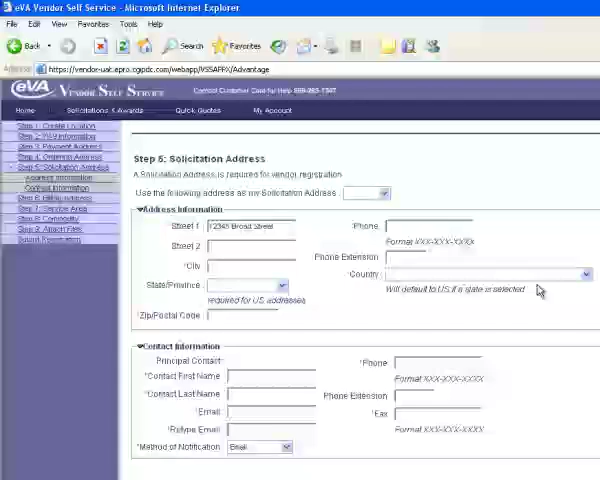 eVA Vendor Self Service - Microsoft Internet Explorer
File Edit View Favorites Tools Help
Back Search Favorites
Address https://vendor-uat.epro.cgipdc.com/webapp/VSSAPPX/Advantage
eVA Vendor Self Service Contact Customer Care for Help
Home Solicitations & Awards Quick Quotes My Account
Step 1: Create Location
Step 2: W-9 Information
Step 3: Payment Address
Step 4: Ordering Address
Step 5: Solicitation Address
Address Information
Contact Information
Step 6: Billing Address
Step 7: Service Area
Step 8: Commodity
Step 9: Attach Files
Submit Registration
Step 5: Solicitation Address
A Solicitation Address is required for vendor registration
Use the following address as my Solicitation Address :
Address Information
*Street 1 12345 Broad Street
Street 2
*City
State/Province
required for US addresses
*Zip/Postal Code
Phone
Format XXX-XXX-XXXX
Phone Extension
*Country
Will default to US if a state is selected
Contact Information
Principal Contact
*Contact First Name
*Contact Last Name
*Email
*Retype Email
*Method of Notification Email
*Phone
Format XXX-XXX-XXXX
Phone Extension
*Fax
Format XXX-XXX-XXXX